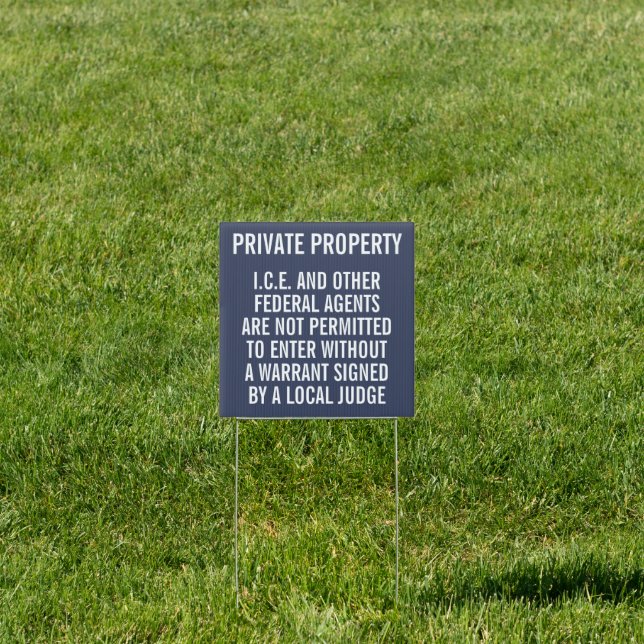 PRIVATE PROPERTY
I.C.E. AND OTHER
FEDERAL AGENTS
ARE NOT PERMITTED
TO ENTER WITHOUT
A WARRANT SIGNED
BY A LOCAL JUDGE